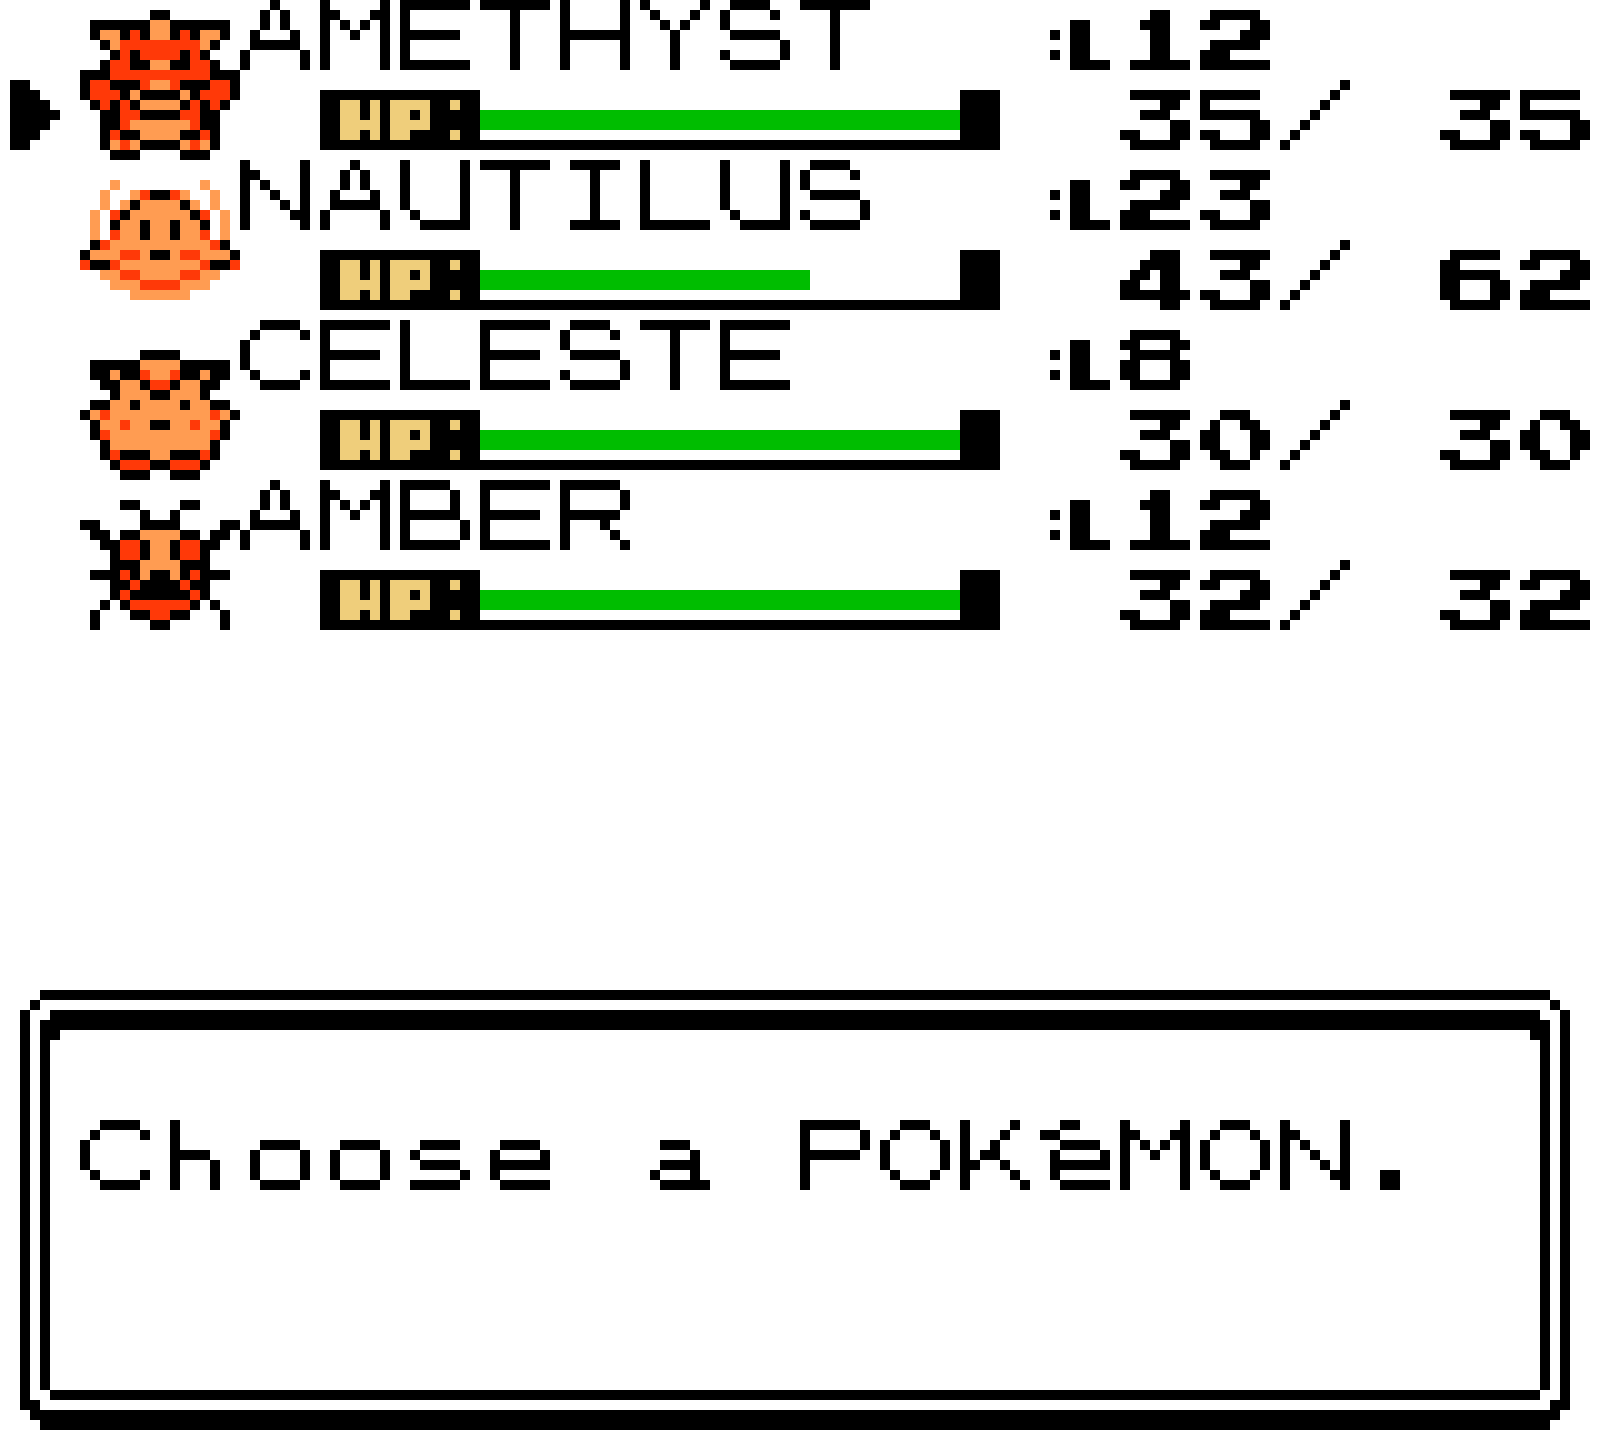 AMETHYST :L12
HP: 35/ 35
NAUTILUS :L23
HP: 43/ 62
CELESTE :L8
HP: 30/ 30
AMBER :L12
HP: 32/ 32
Choose a POKéMON.